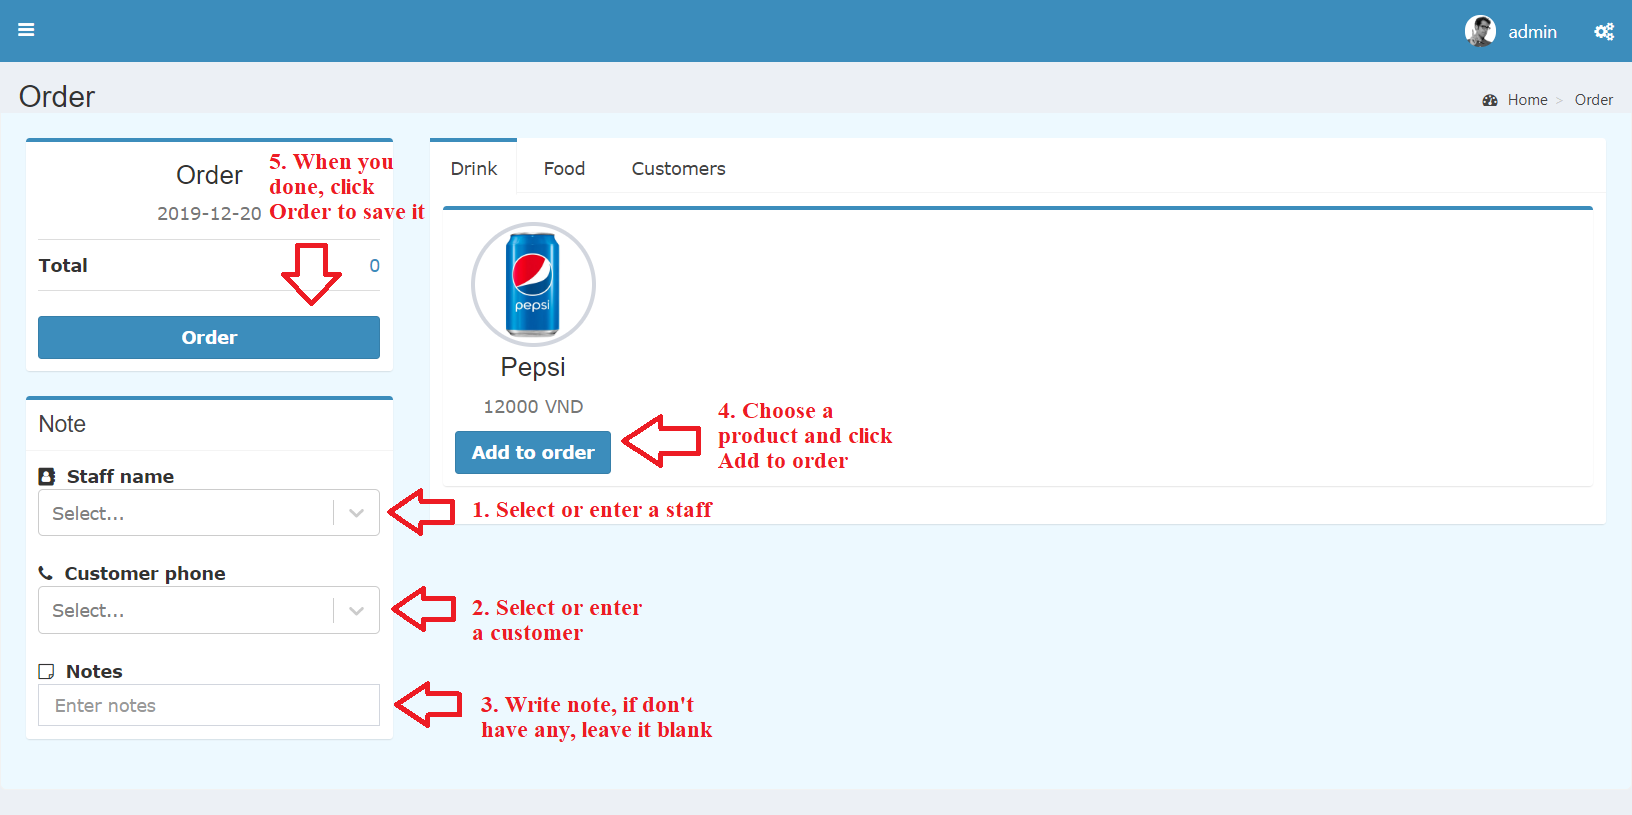 admin
Order
Home > Order
Order
2019-12-20
5. When you
done, click
Order to save it
Total 0
Order
Drink Food Customers
pepsi
Pepsi
12000 VND
Add to order
4. Choose a
product and click
Add to order
Note
Staff name
Select...
1. Select or enter a staff
Customer phone
Select...
2. Select or enter
a customer
Notes
Enter notes
3. Write note, if don't
have any, leave it blank